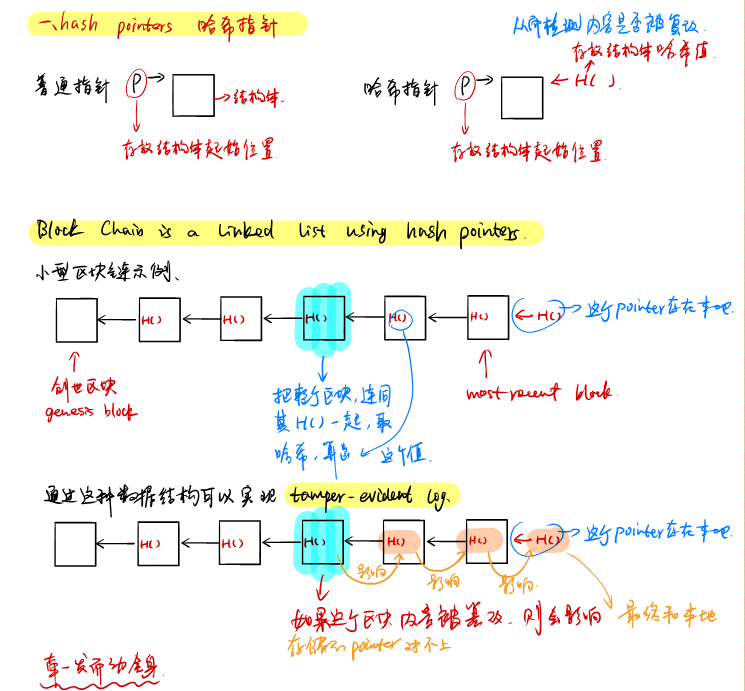 一、hash pointers 哈希指针
从而检测内容是否被篡改.
存放结构体哈希值.
普通指针 P 结构体.
哈希指针 P H( ).
存放结构体起始位置
存放结构体起始位置
Block Chain is a linked list using hash pointers.
小型区块链示例、
H() H() H() H() H() H() 这个pointer存在本地.
创世区块
genesis block
most recent block.
把整个区块,连同
其H()一起,取
哈希,算出 这个值.
通过这种数据结构可以实现 tamper-evident log.
H() H() H() H() H() H() 这个pointer存在本地.
影响 影响 影响.
如果这个区块内容被篡改、则会影响 最终和本地
存储的pointer对不上
牵一发而动全身.